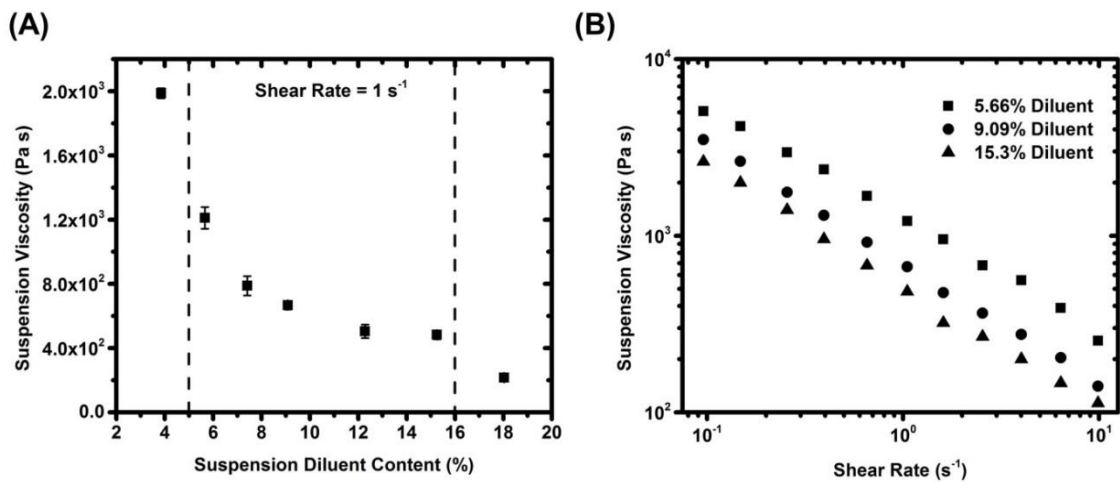 (A)
Shear Rate = 1 s⁻¹
2.0x10³
1.6x10³
1.2x10³
8.0x10²
4.0x10²
0.0
2 4 6 8 10 12 14 16 18 20
Suspension Viscosity (Pa s)
Suspension Diluent Content (%)
(B)
5.66% Diluent
9.09% Diluent
15.3% Diluent
10⁴
10³
10²
10⁻¹ 10⁰ 10¹
Suspension Viscosity (Pa s)
Shear Rate (s⁻¹)